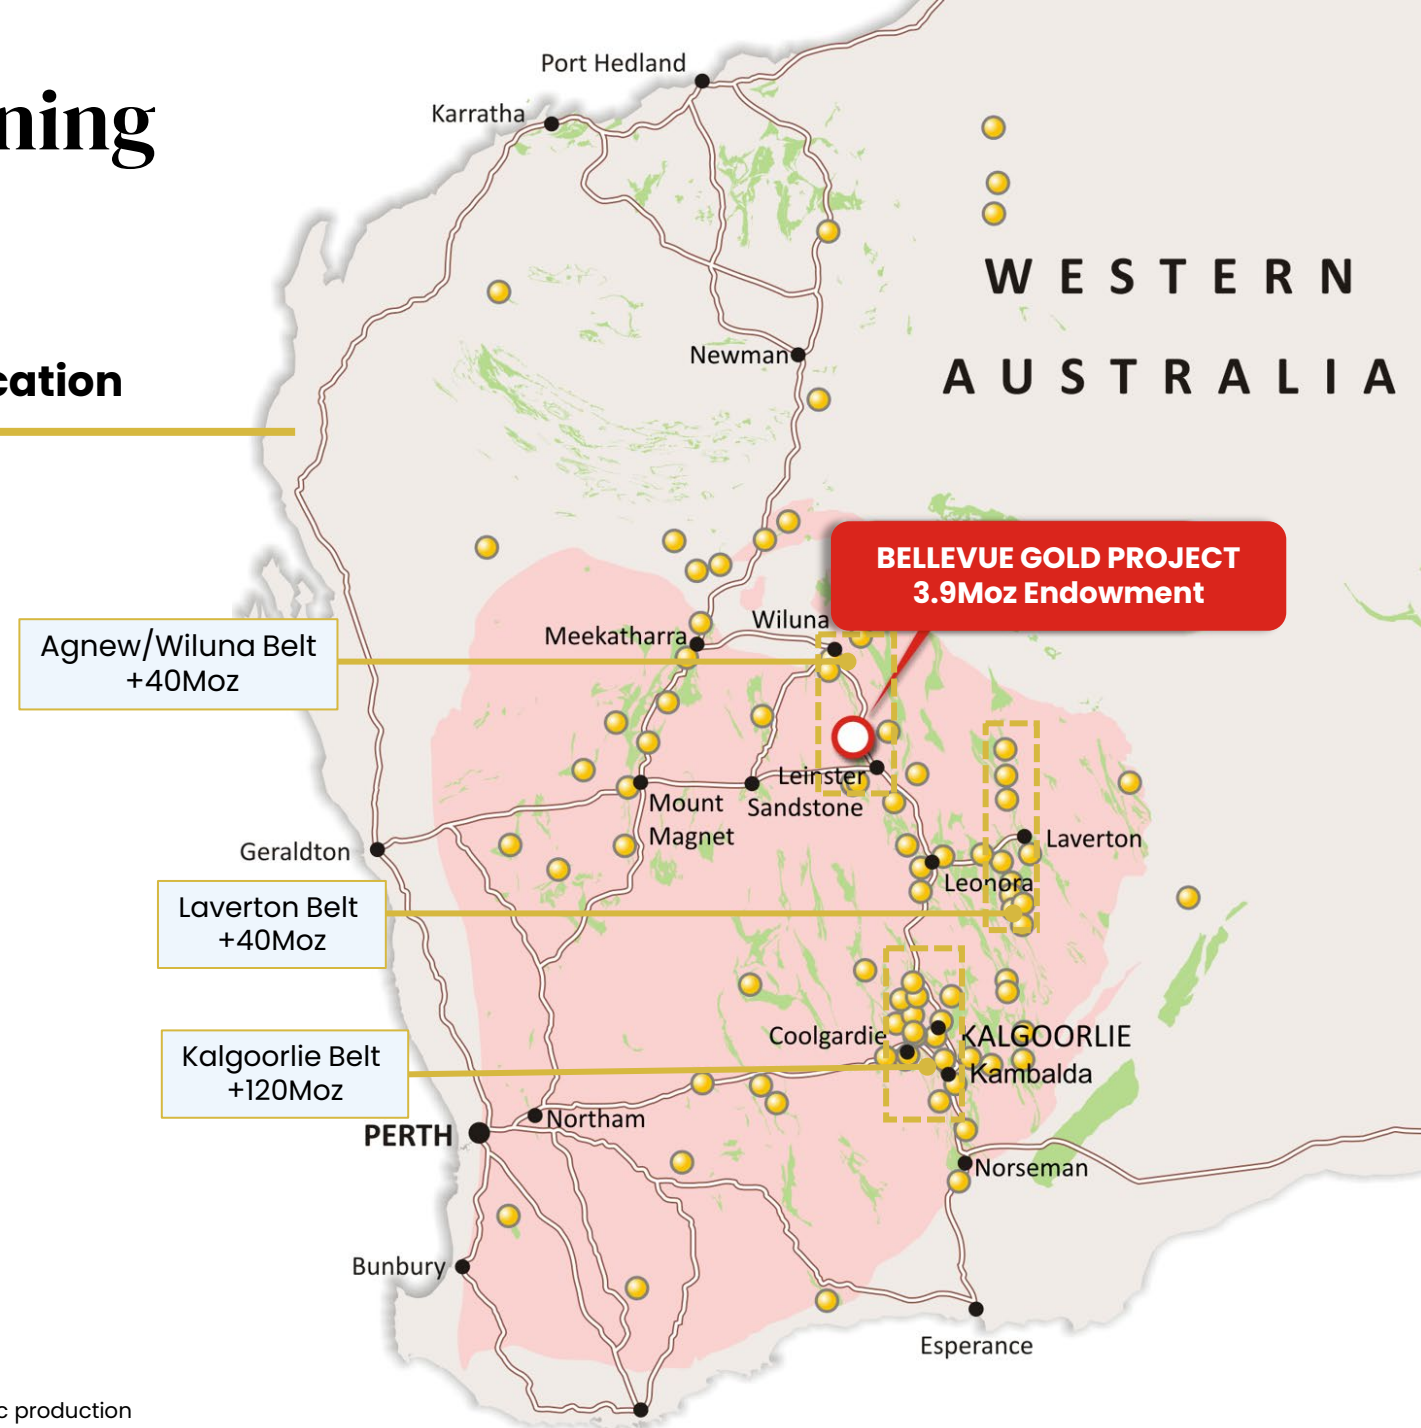 ning
cation
Port Hedland
Karratha
WESTERN
AUSTRALIA
Newman
BELLEVUE GOLD PROJECT
3.9Moz Endowment
Wiluna
Meekatharra
Agnew/Wiluna Belt
+40Moz
Leinster
Sandstone
Mount
Magnet
Laverton
Geraldton
Leonora
Laverton Belt
+40Moz
Coolgardie
KALGOORLIE
Kambalda
Kalgoorlie Belt
+120Moz
Northam
PERTH
Norseman
Bunbury
Esperance
c production